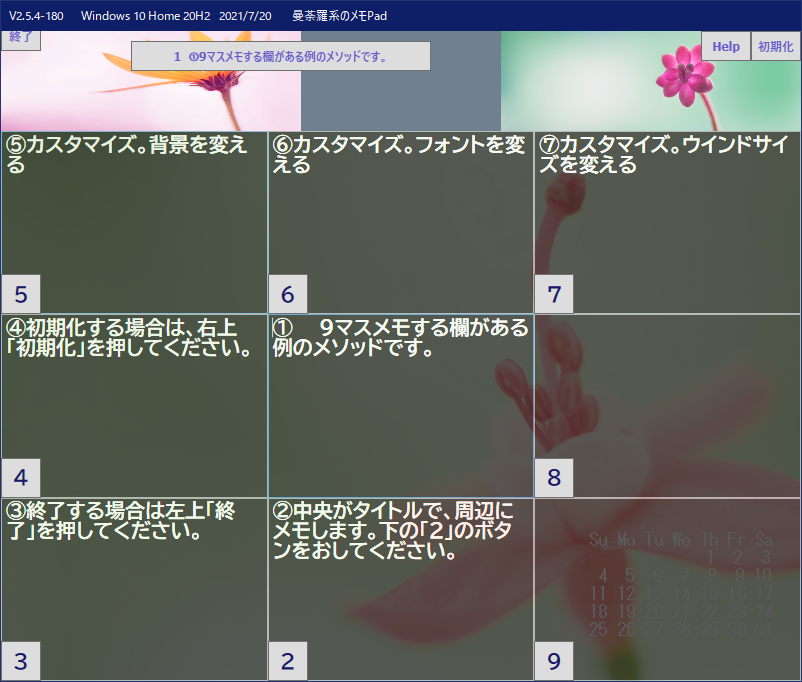 V2.5.4-180 Windows 10 Home 20H2 2021/7/20 曼荼羅系のメモPad
終了
1 ①9マスメモする欄がある例のメソッドです。
Help 初期化
⑤カスタマイズ。背景を変え
る
5
⑥カスタマイズ。フォントを変
える
6
⑦カスタマイズ。ウインドサイ
ズを変える
7
④初期化する場合は、右上
「初期化」を押してください。
4
① 9マスメモする欄がある
例のメソッドです。
8
③終了する場合は左上「終
了」を押してください。
3
②中央がタイトルで、周辺に
メモします。下の「2」のボタ
ンをおしてください。
2
Su Mo Tu We Th Fr Sa
1 2 3
4 5 6 7 8 9 10
11 12 13 14 15 16 17
18 19 20 21 22 23 24
25 26 27 28 29 30 31
9